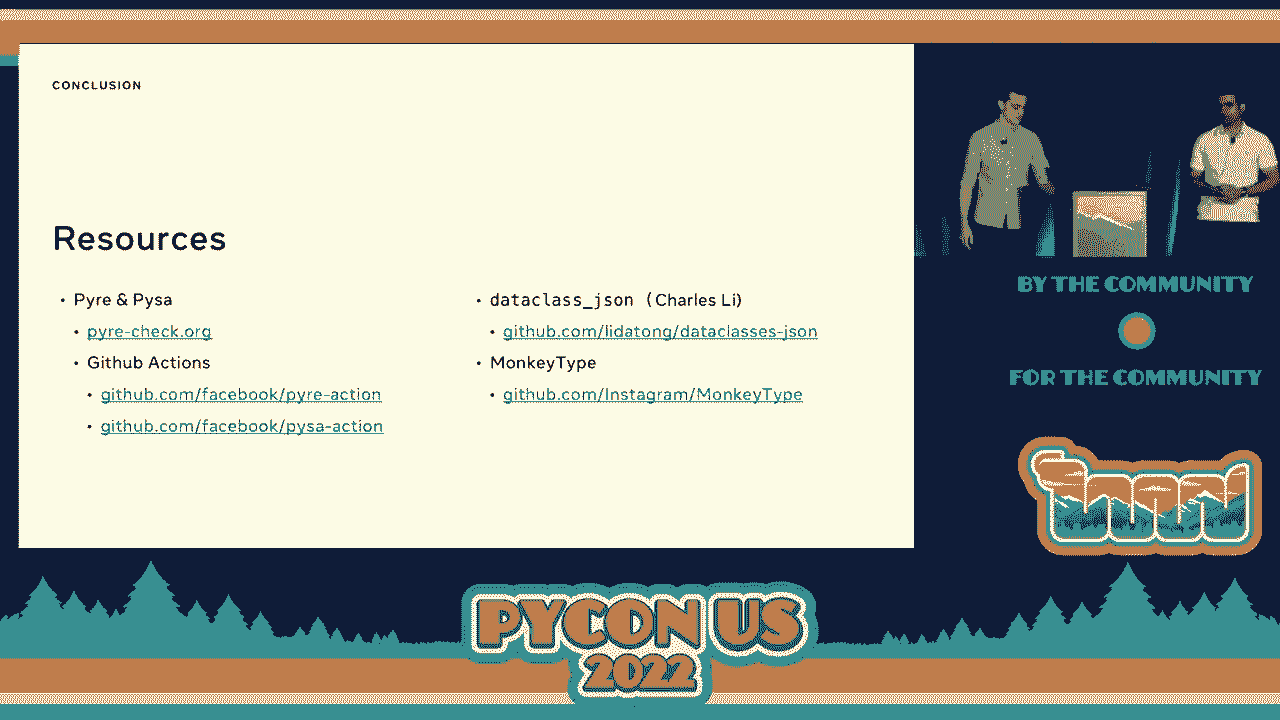 CONCLUSION
Resources
• Pyre & Pysa
• pyre-check.org
• Github Actions
• github.com/facebook/pyre-action
• github.com/facebook/pysa-action
• dataclass_json (Charles Li)
• github.com/lidatong/dataclasses-json
• MonkeyType
• github.com/Instagram/MonkeyType
BY THE COMMUNITY
FOR THE COMMUNITY
PYCON US
2022